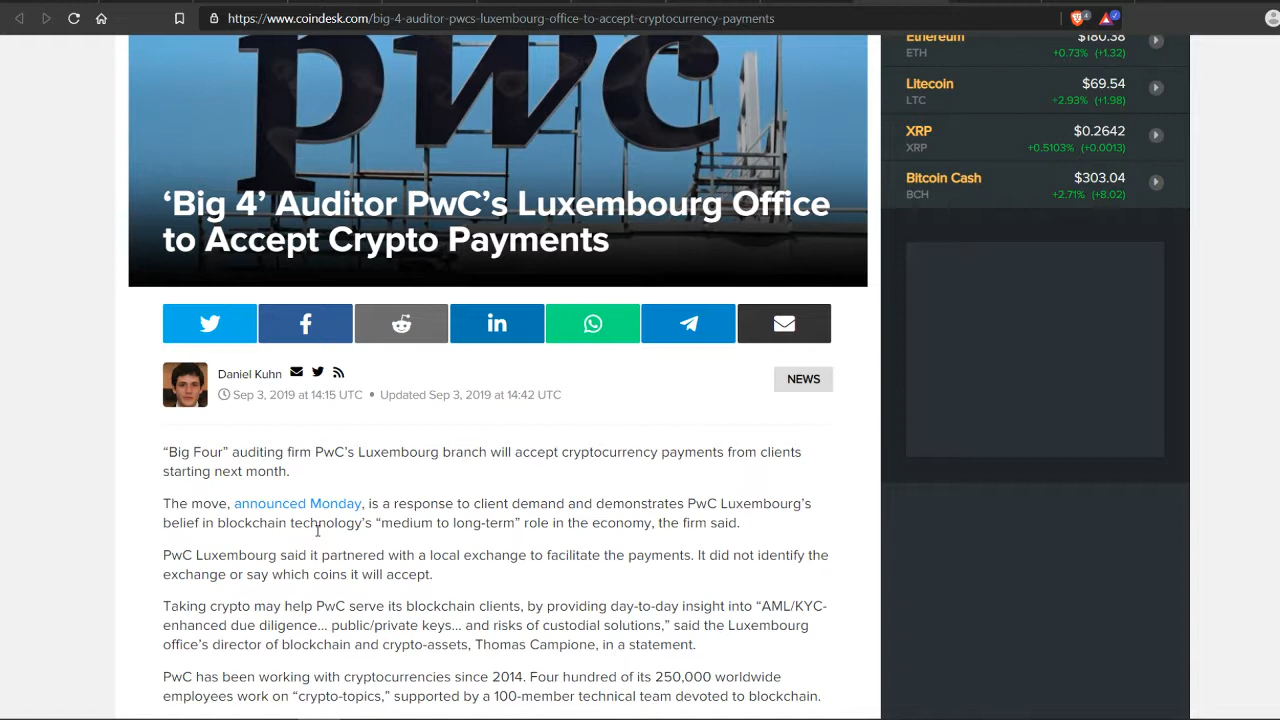 https://www.coindesk.com/big-4-auditor-pwcs-luxembourg-office-to-accept-cryptocurrency-payments
4
pwc
‘Big 4’ Auditor PwC’s Luxembourg Office
to Accept Crypto Payments
Daniel Kuhn
Sep 3, 2019 at 14:15 UTC • Updated Sep 3, 2019 at 14:42 UTC
NEWS
“Big Four” auditing firm PwC’s Luxembourg branch will accept cryptocurrency payments from clients
starting next month.
The move, announced Monday, is a response to client demand and demonstrates PwC Luxembourg’s
belief in blockchain technology’s “medium to long-term” role in the economy, the firm said.
PwC Luxembourg said it partnered with a local exchange to facilitate the payments. It did not identify the
exchange or say which coins it will accept.
Taking crypto may help PwC serve its blockchain clients, by providing day-to-day insight into “AML/KYC-
enhanced due diligence... public/private keys... and risks of custodial solutions,” said the Luxembourg
office’s director of blockchain and crypto-assets, Thomas Campione, in a statement.
PwC has been working with cryptocurrencies since 2014. Four hundred of its 250,000 worldwide
employees work on “crypto-topics,” supported by a 100-member technical team devoted to blockchain.
Ethereum $180.38
ETH +0.73% (+1.32)
Litecoin $69.54
LTC +2.93% (+1.98)
XRP $0.2642
XRP +0.5103% (+0.0013)
Bitcoin Cash $303.04
BCH +2.71% (+8.02)